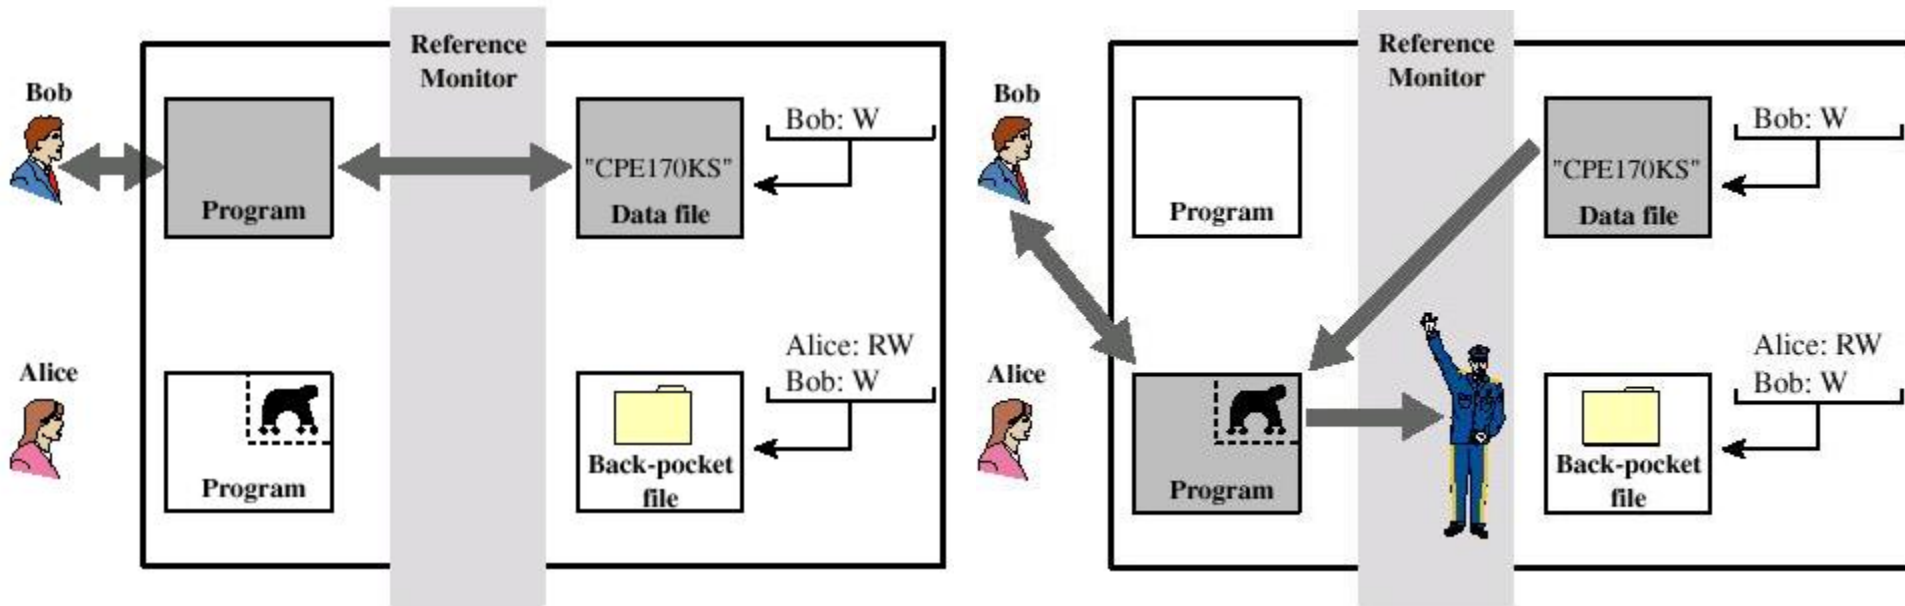 Reference
Monitor
Bob
Bob: W
"CPE170KS"
Program
Data file
Alice
Alice: RW
Bob: W
Program
Back-pocket
file
Reference
Monitor
Bob
Bob: W
"CPE170KS"
Program
Data file
Alice
Alice: RW
Bob: W
Program
Back-pocket
file